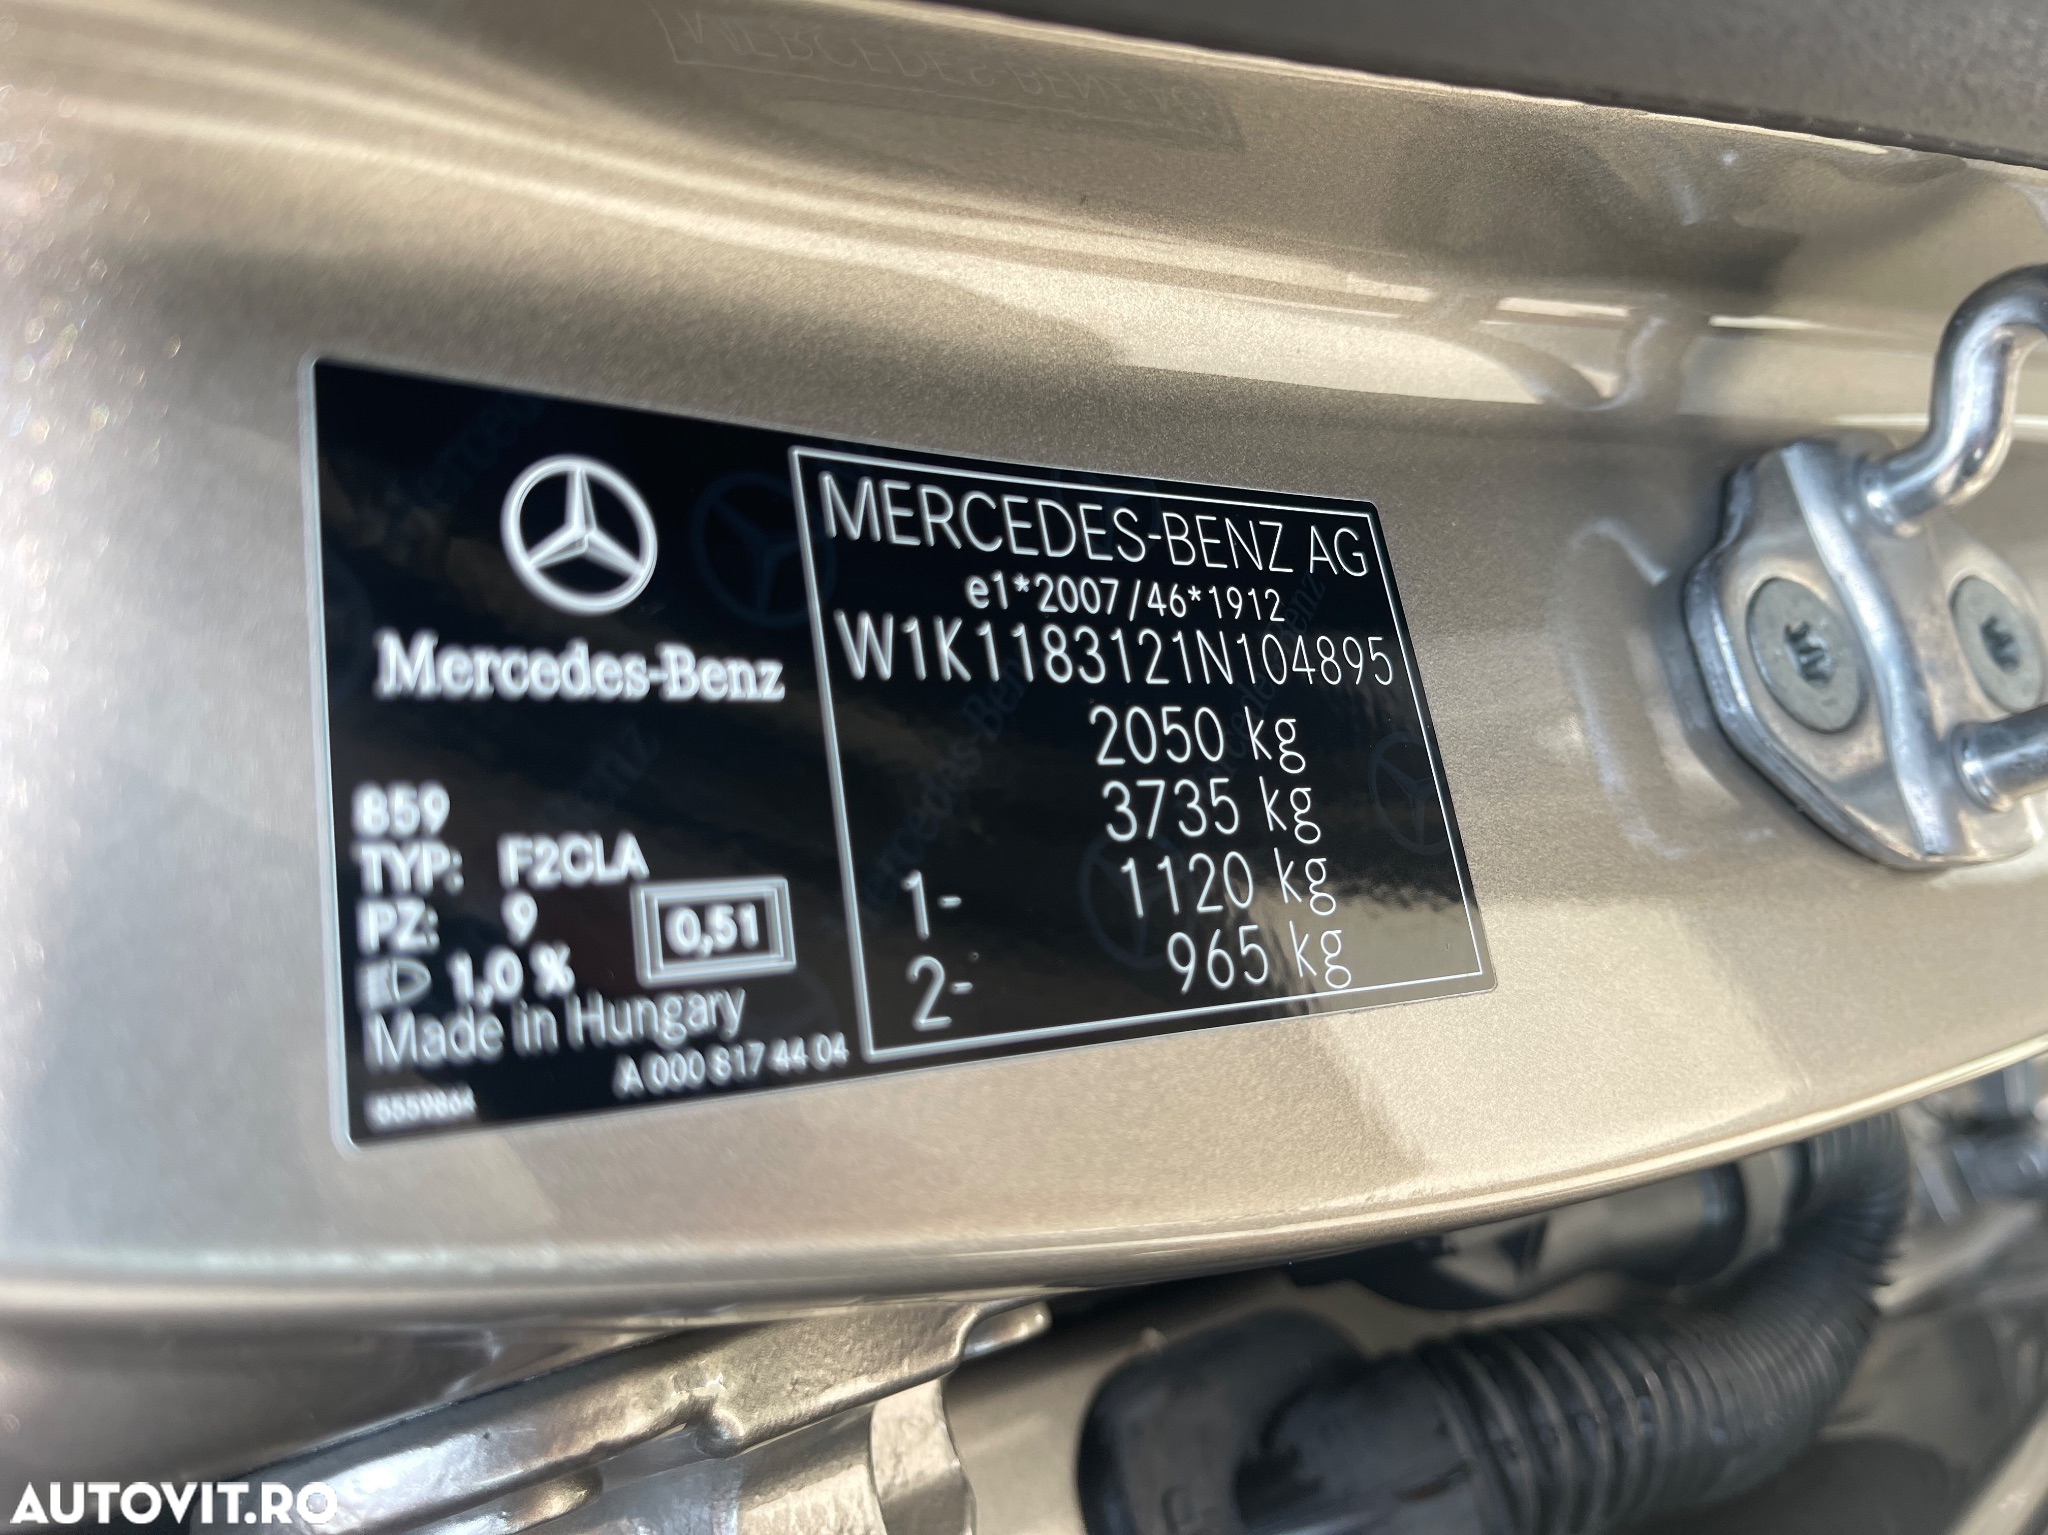 Mercedes-Benz
859
TYP: F2CLA
PZ: 9
1,0 %
0,51
Made in Hungary
A 000 817 44 04
MERCEDES-BENZ AG
e1*2007/46*1912
W1K1183121N104895
2050 kg
3735 kg
1- 1120 kg
2- 965 kg
AUTOVIT.RO